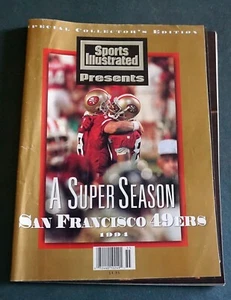 Special Collector's Edition
Sports Illustrated
Presents
A Super Season
San Francisco 49ers
1994